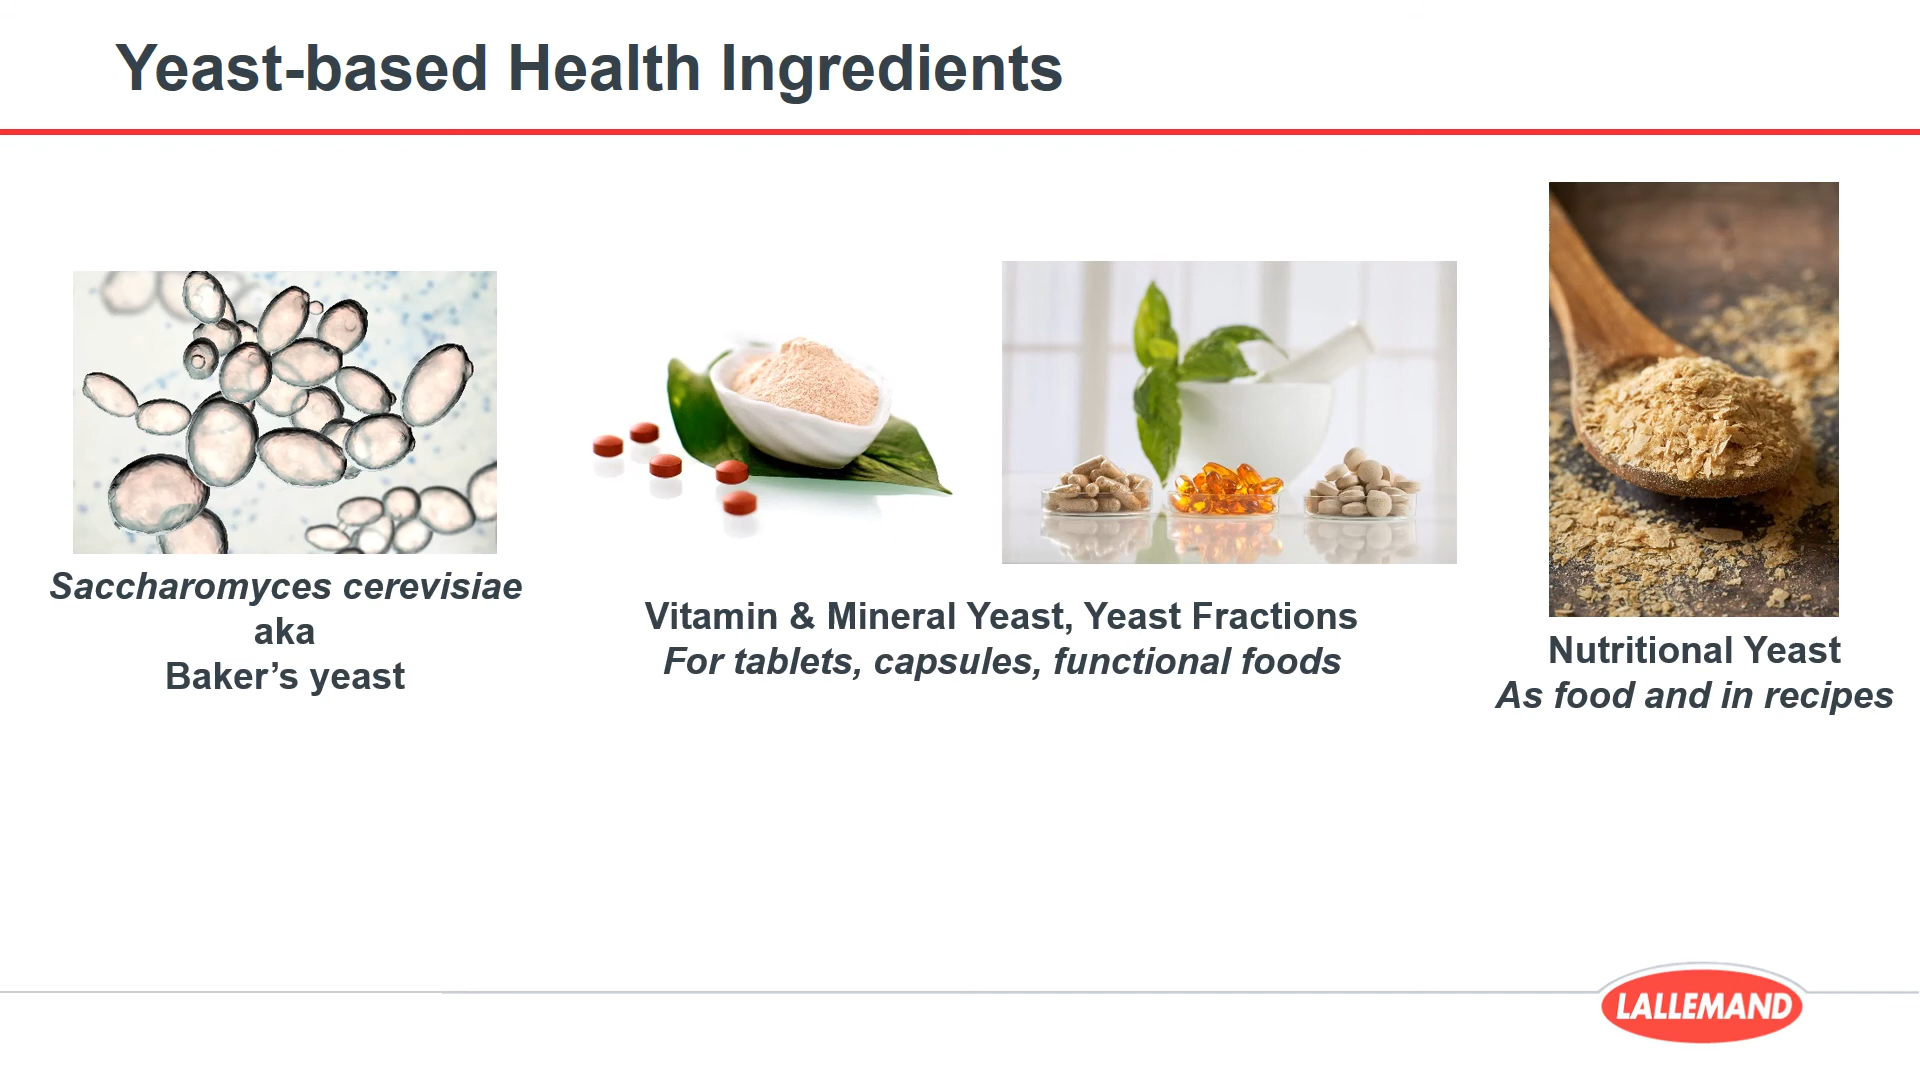 Yeast-based Health Ingredients
Saccharomyces cerevisiae
aka
Baker’s yeast
Vitamin & Mineral Yeast, Yeast Fractions
For tablets, capsules, functional foods
Nutritional Yeast
As food and in recipes
LALLEMAND